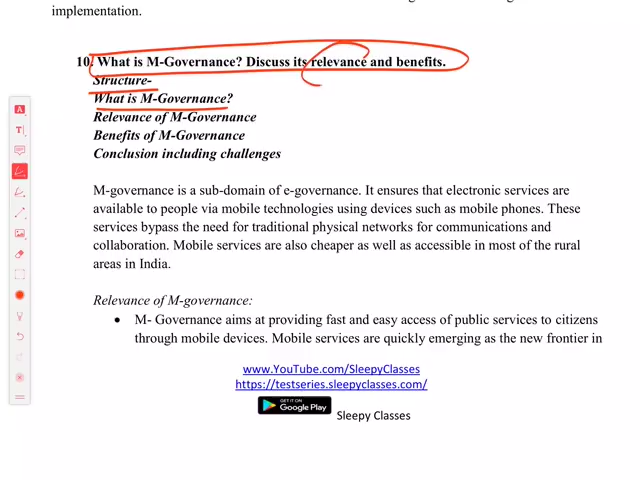 implementation.
10. What is M-Governance? Discuss its relevance and benefits.
Structure-
What is M-Governance?
Relevance of M-Governance
Benefits of M-Governance
Conclusion including challenges
M-governance is a sub-domain of e-governance. It ensures that electronic services are
available to people via mobile technologies using devices such as mobile phones. These
services bypass the need for traditional physical networks for communications and
collaboration. Mobile services are also cheaper as well as accessible in most of the rural
areas in India.
Relevance of M-governance:
• M- Governance aims at providing fast and easy access of public services to citizens
through mobile devices. Mobile services are quickly emerging as the new frontier in
www.YouTube.com/SleepyClasses
https://testseries.sleepyclasses.com/
GET IT ON
Google Play
Sleepy Classes